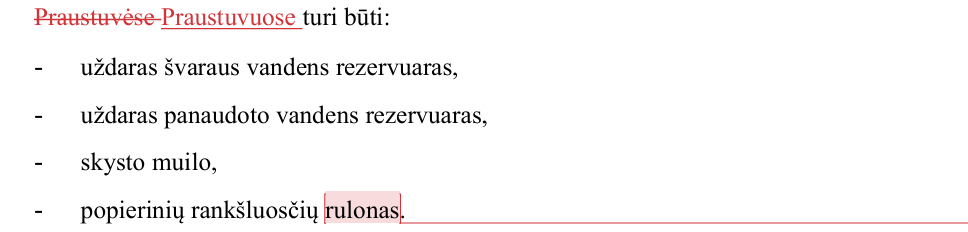 Praustuvėse Praustuvuose turi būti:
- uždaras švaraus vandens rezervuaras,
- uždaras panaudoto vandens rezervuaras,
- skysto muilo,
- popierinių rankšluosčių rulonas.